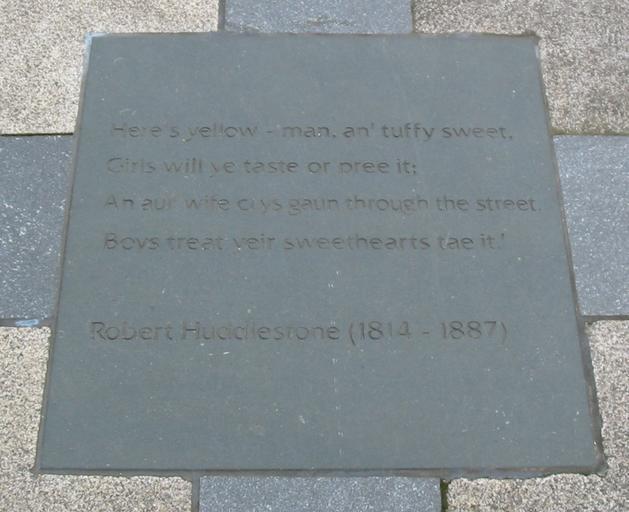 Here's yellow - man, an' tuffy sweet,
Girls will ye taste or pree it;
An aul' wife crys gaun through the street.
Boys treat yeir sweethearts tae it.'
Robert Huddlestone (1814 - 1887)